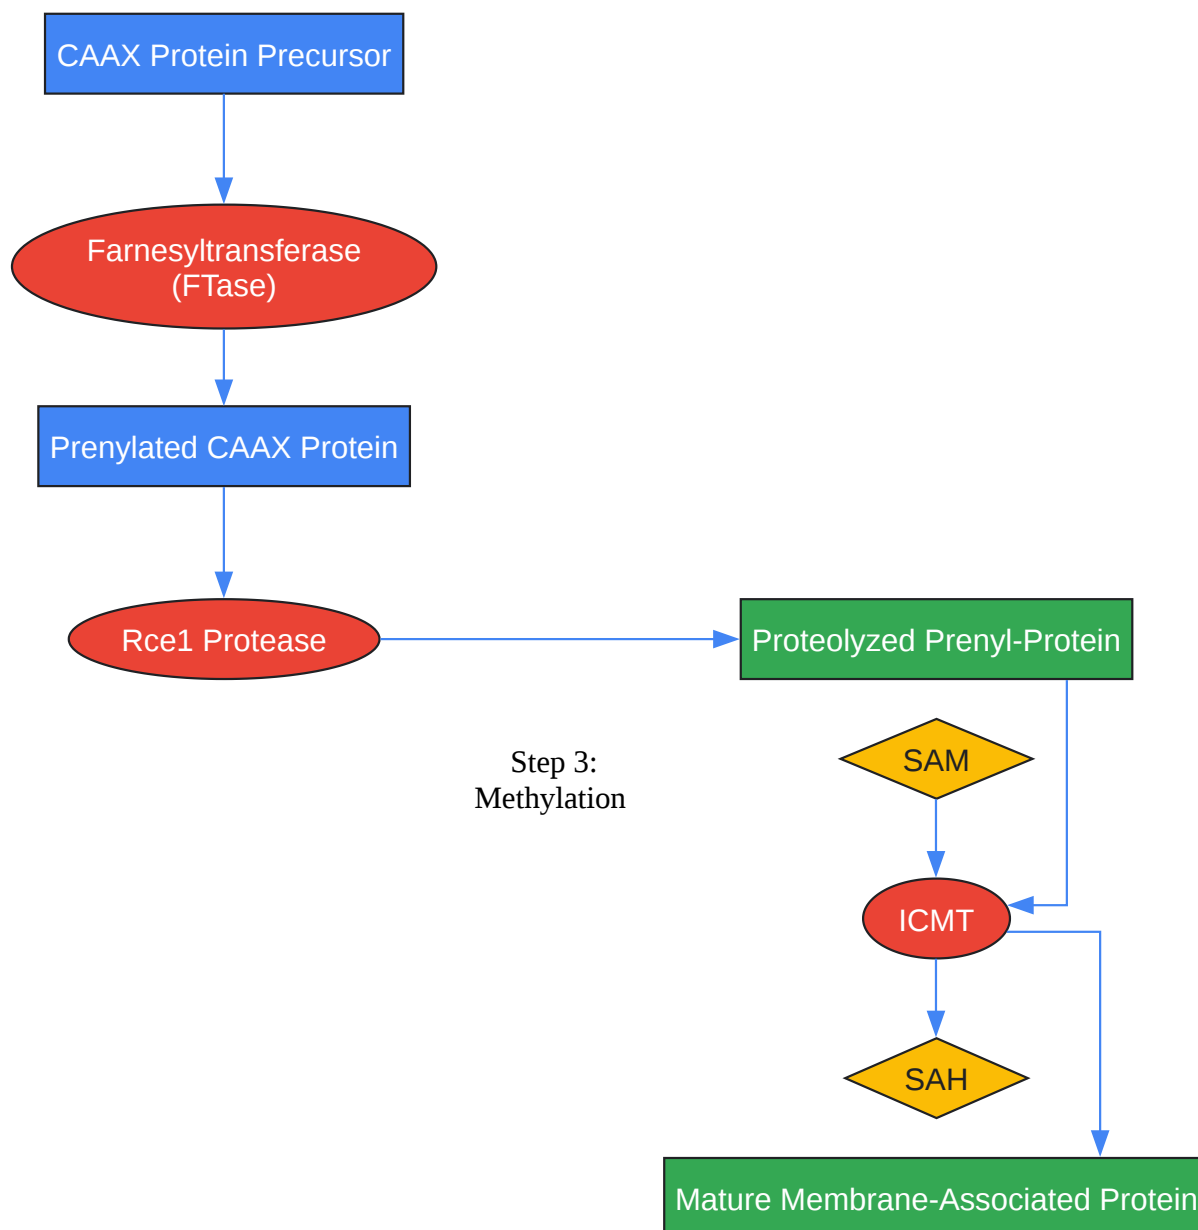 CAAX Protein Precursor
Farnesyltransferase
(FTase)
Prenylated CAAX Protein
Rce1 Protease
Proteolyzed Prenyl-Protein
Step 3:
Methylation
SAM
ICMT
SAH
Mature Membrane-Associated Protein